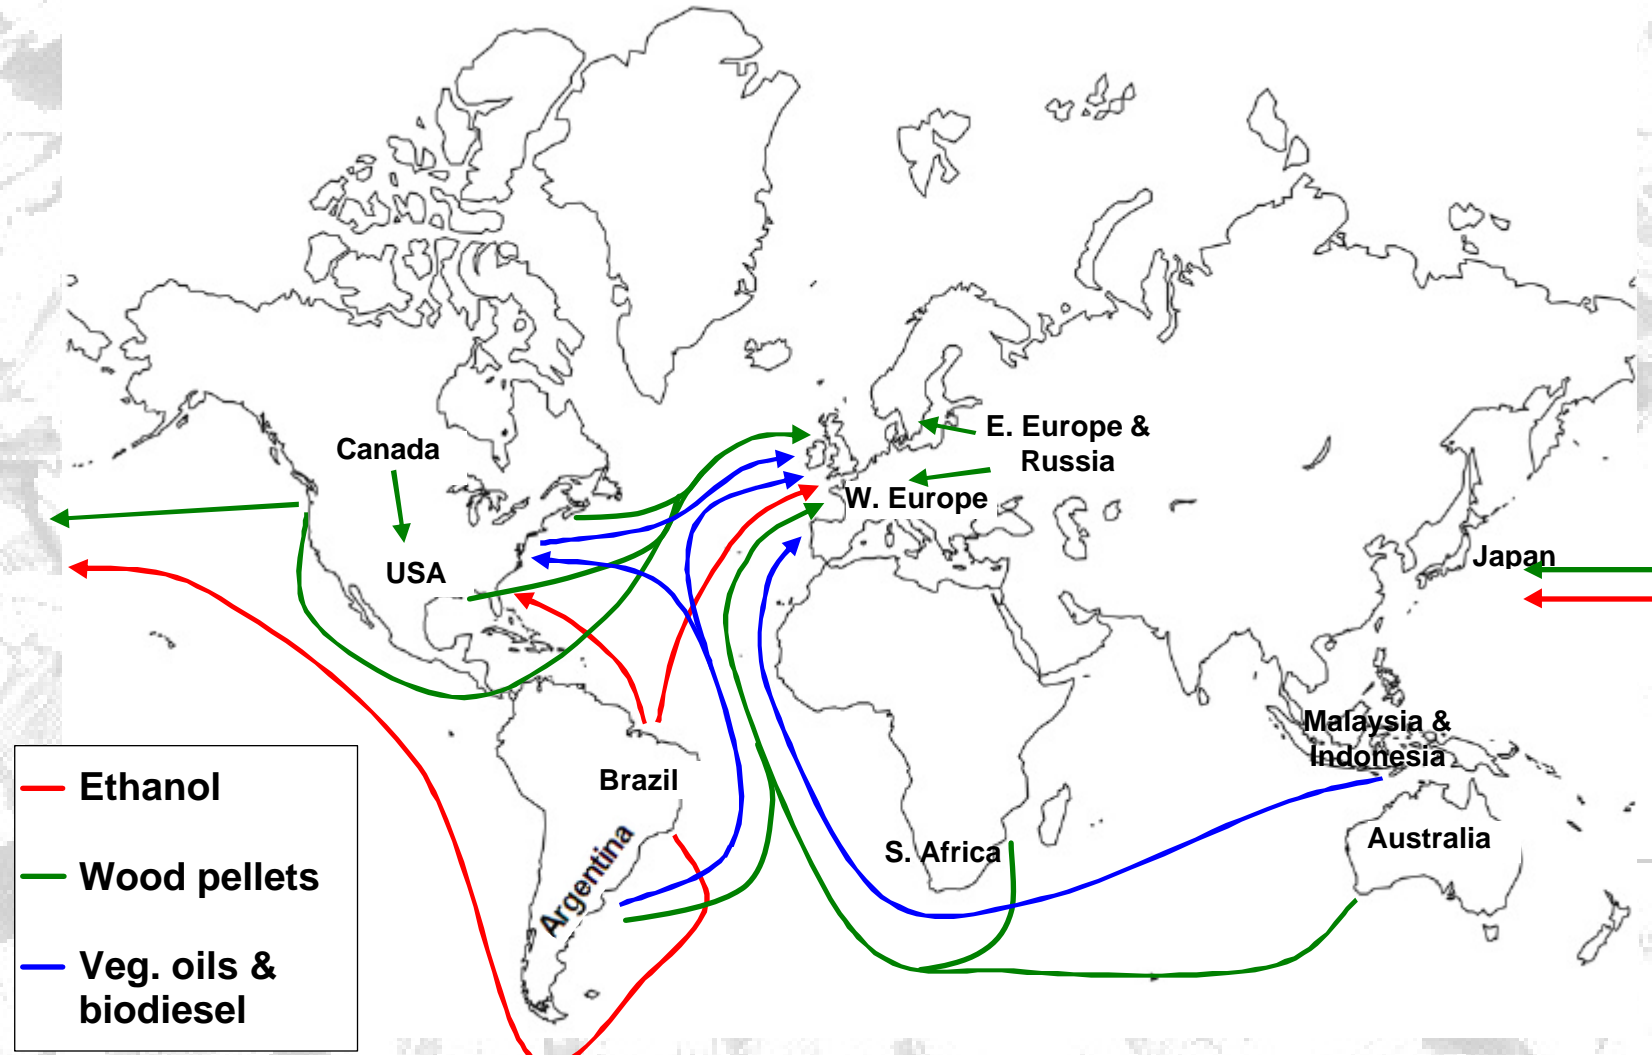 E. Europe &
Russia
Canada
W. Europe
USA
Japan
Malaysia &
Indonesia
Brazil
Argentina
S. Africa
Australia
Ethanol
Wood pellets
Veg. oils &
biodiesel